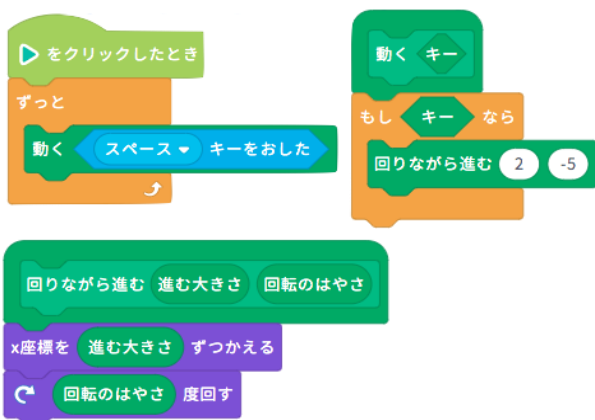 をクリックしたとき
ずっと
動く スペース キーをおした
動く キー
もし キー なら
回りながら進む 2 -5
回りながら進む 進む大きさ 回転のはやさ
x座標を 進む大きさ ずつかえる
回転のはやさ 度回す